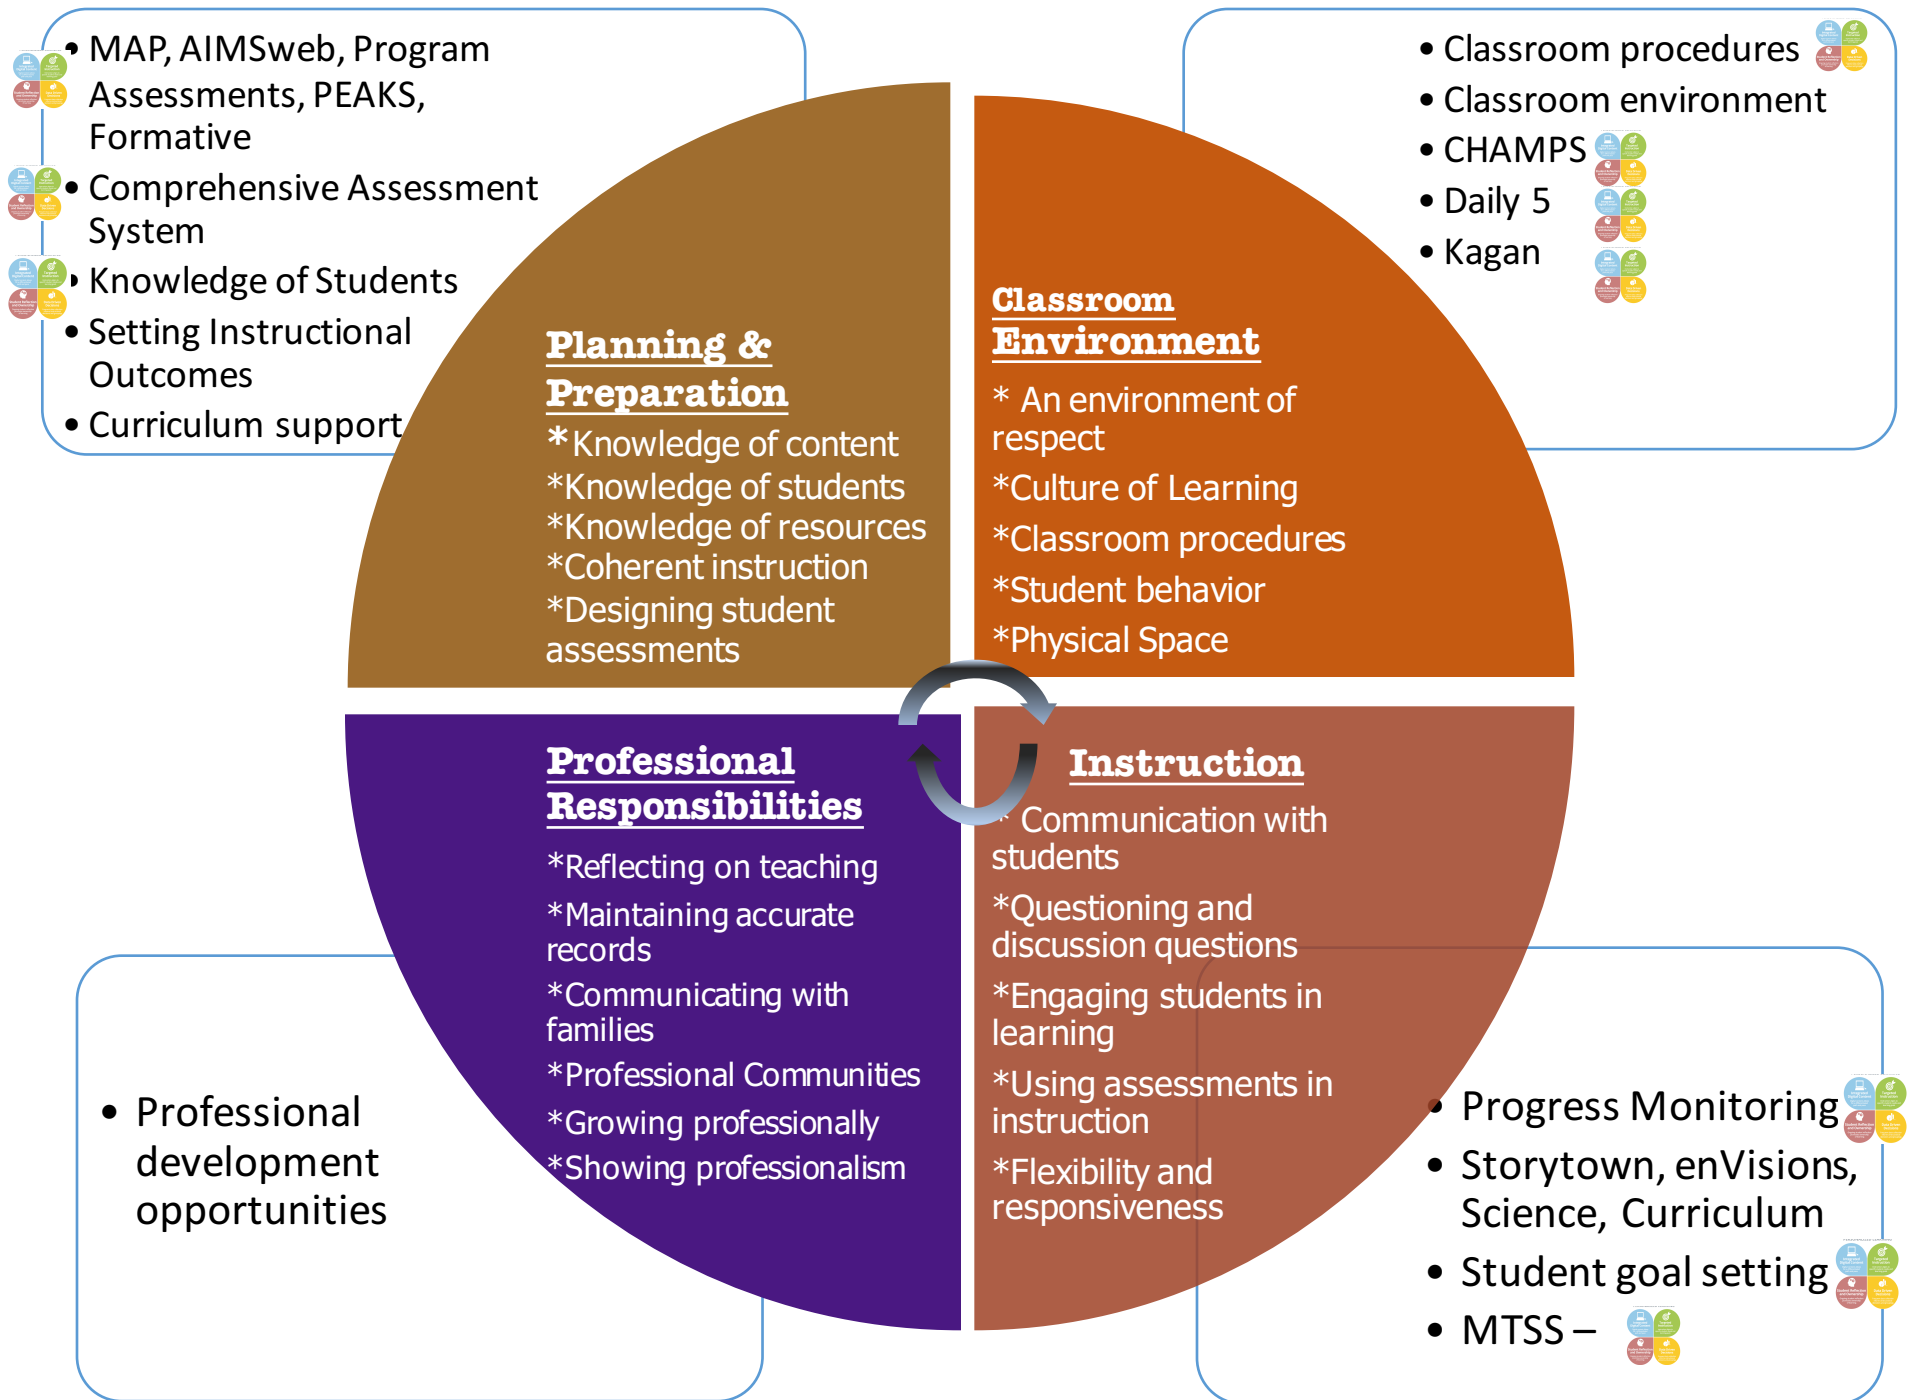 • MAP, AIMSweb, Program
Assessments, PEAKS,
Formative
• Comprehensive Assessment
System
• Knowledge of Students
• Setting Instructional
Outcomes
• Curriculum support
• Classroom procedures
• Classroom environment
• CHAMPS
• Daily 5
• Kagan
Planning &
Preparation
*Knowledge of content
*Knowledge of students
*Knowledge of resources
*Coherent instruction
*Designing student
assessments
Classroom
Environment
* An environment of
respect
*Culture of Learning
*Classroom procedures
*Student behavior
*Physical Space
Professional
Responsibilities
*Reflecting on teaching
*Maintaining accurate
records
*Communicating with
families
*Professional Communities
*Growing professionally
*Showing professionalism
Instruction
* Communication with
students
*Questioning and
discussion questions
*Engaging students in
learning
*Using assessments in
instruction
*Flexibility and
responsiveness
• Professional
development
opportunities
• Progress Monitoring
• Storytown, enVisions,
Science, Curriculum
• Student goal setting
• MTSS –